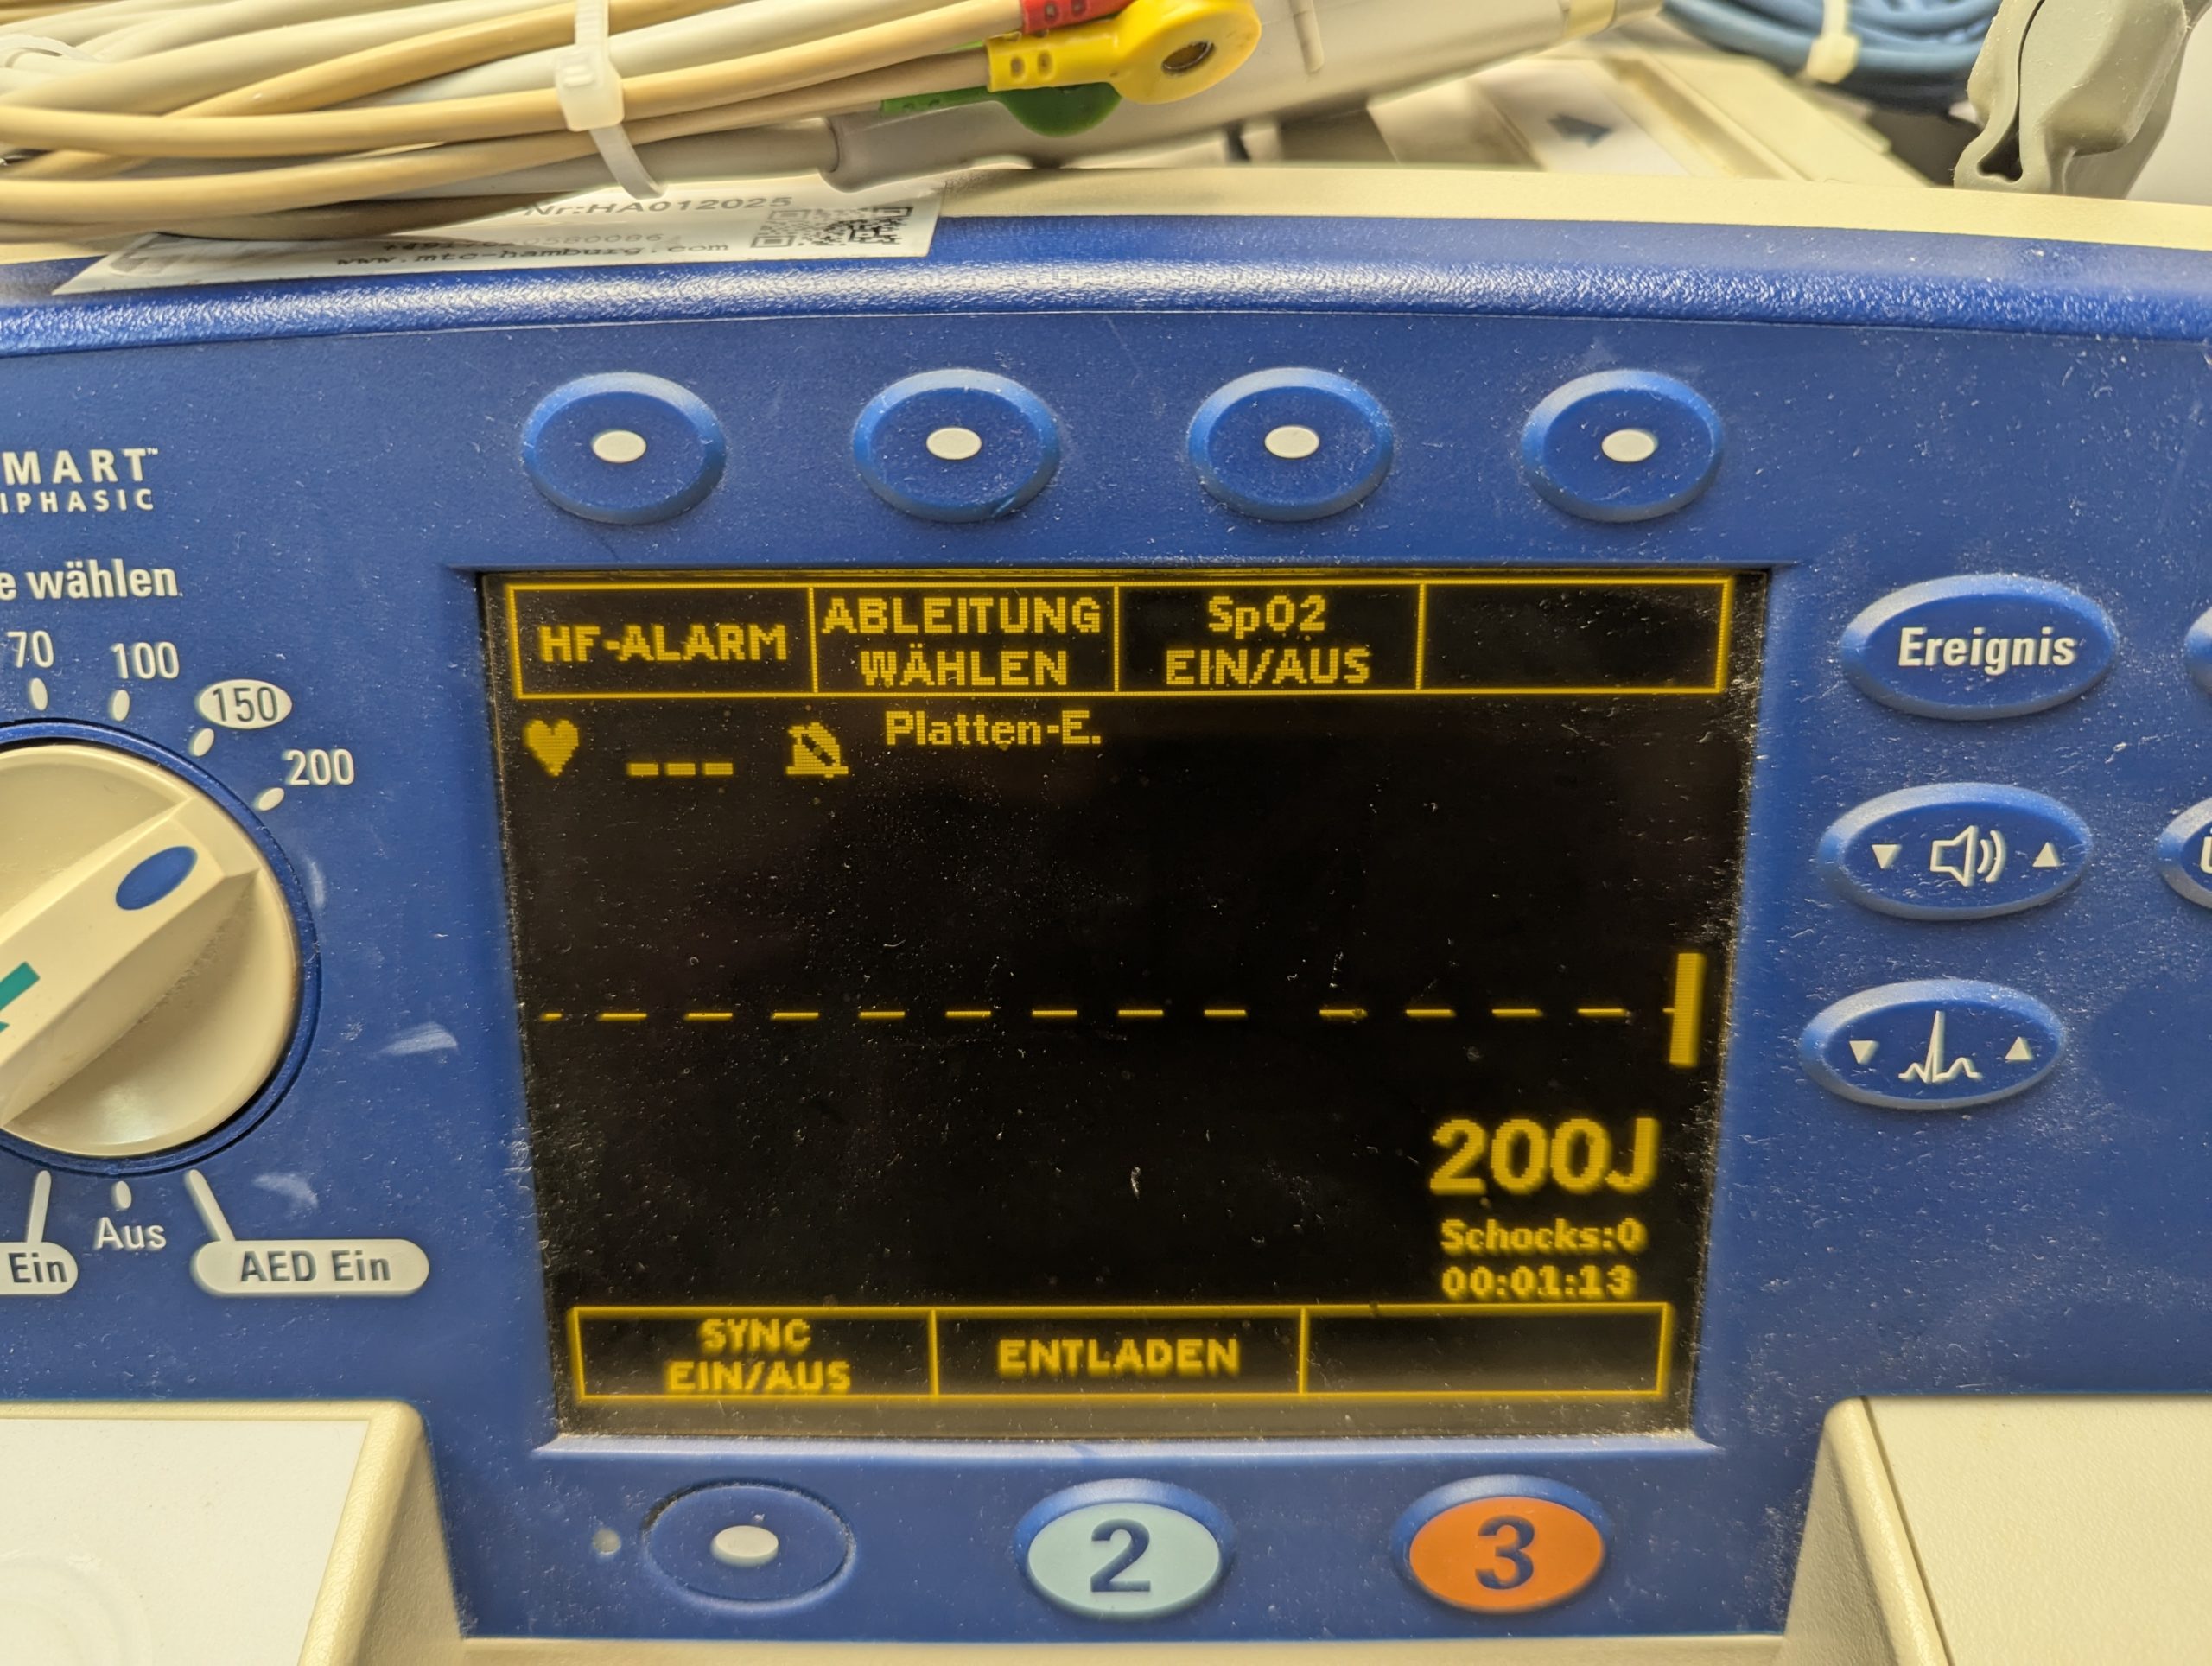 Nr:HA012025
www.mtc-hamburg.com
MART™
IPHASIC
e wählen
70
100
150
200
Ein
Aus
AED Ein
HF-ALARM
ABLEITUNG
WÄHLEN
SpO2
EIN/AUS
Platten-E.
---
200J
Schocks:0
00:01:13
SYNC
EIN/AUS
ENTLADEN
Ereignis
2
3